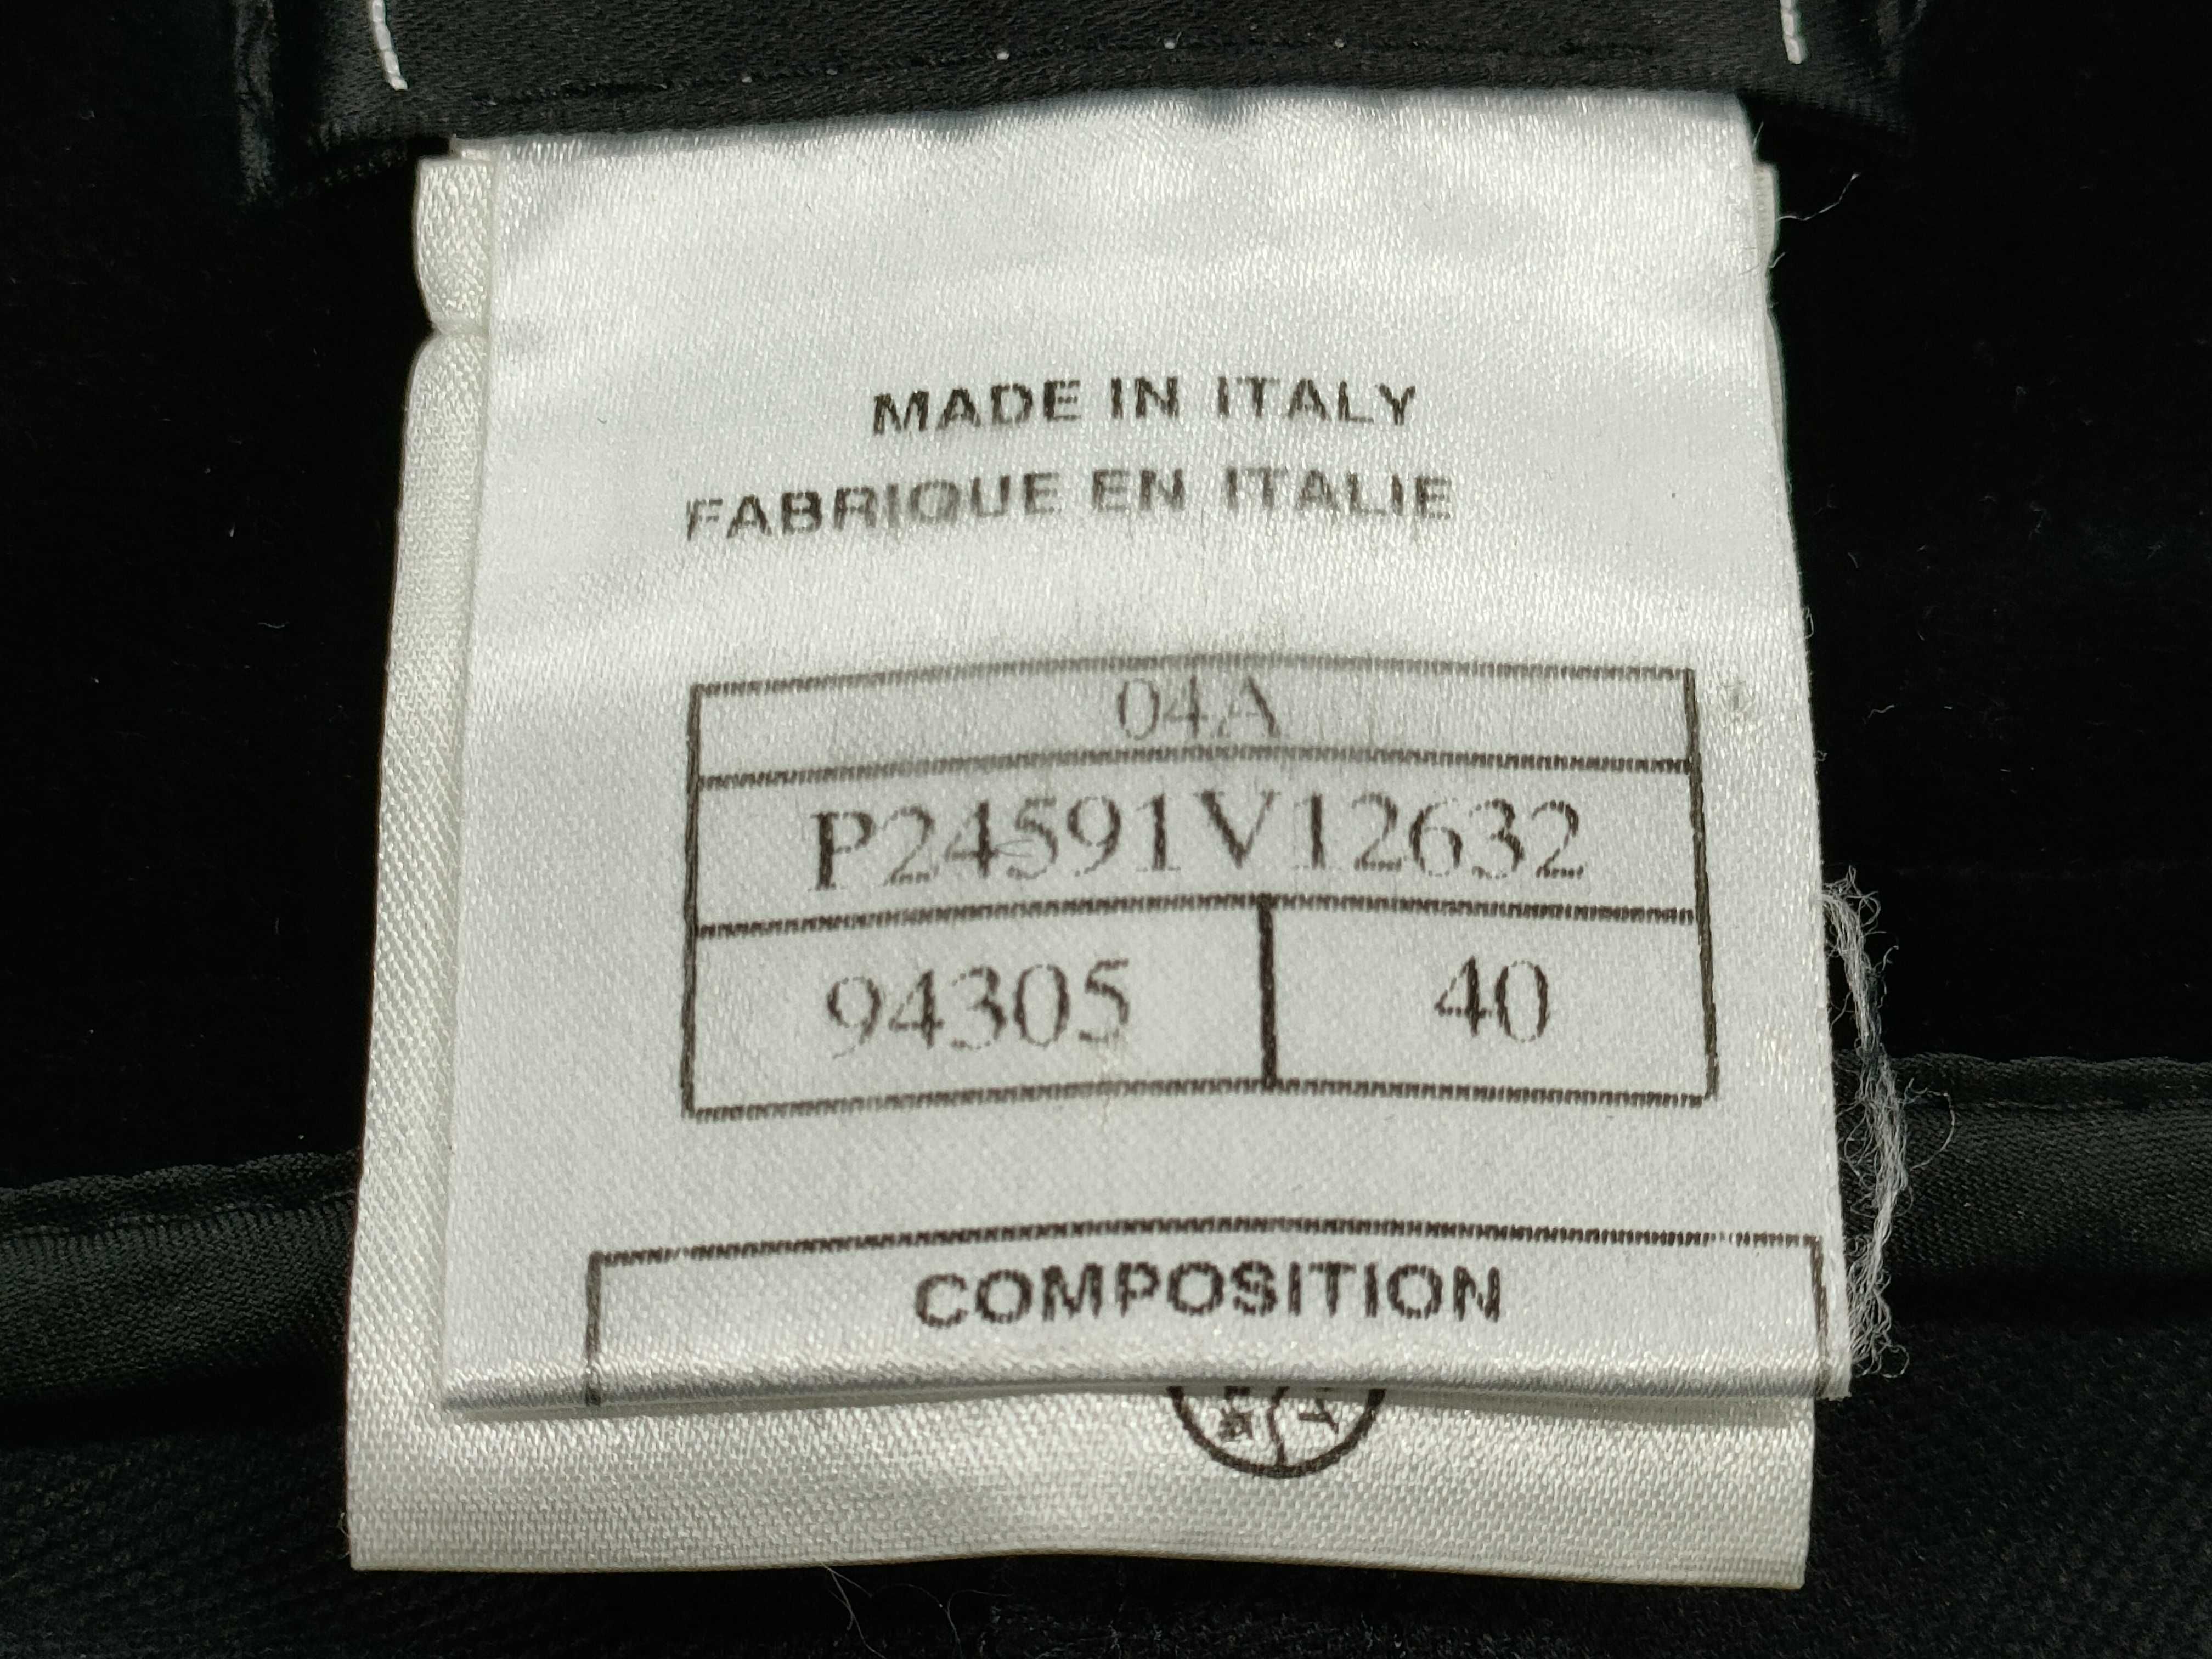 MADE IN ITALY
FABRIQUE EN ITALIE
04A
P24591V12632
94305 40
COMPOSITION